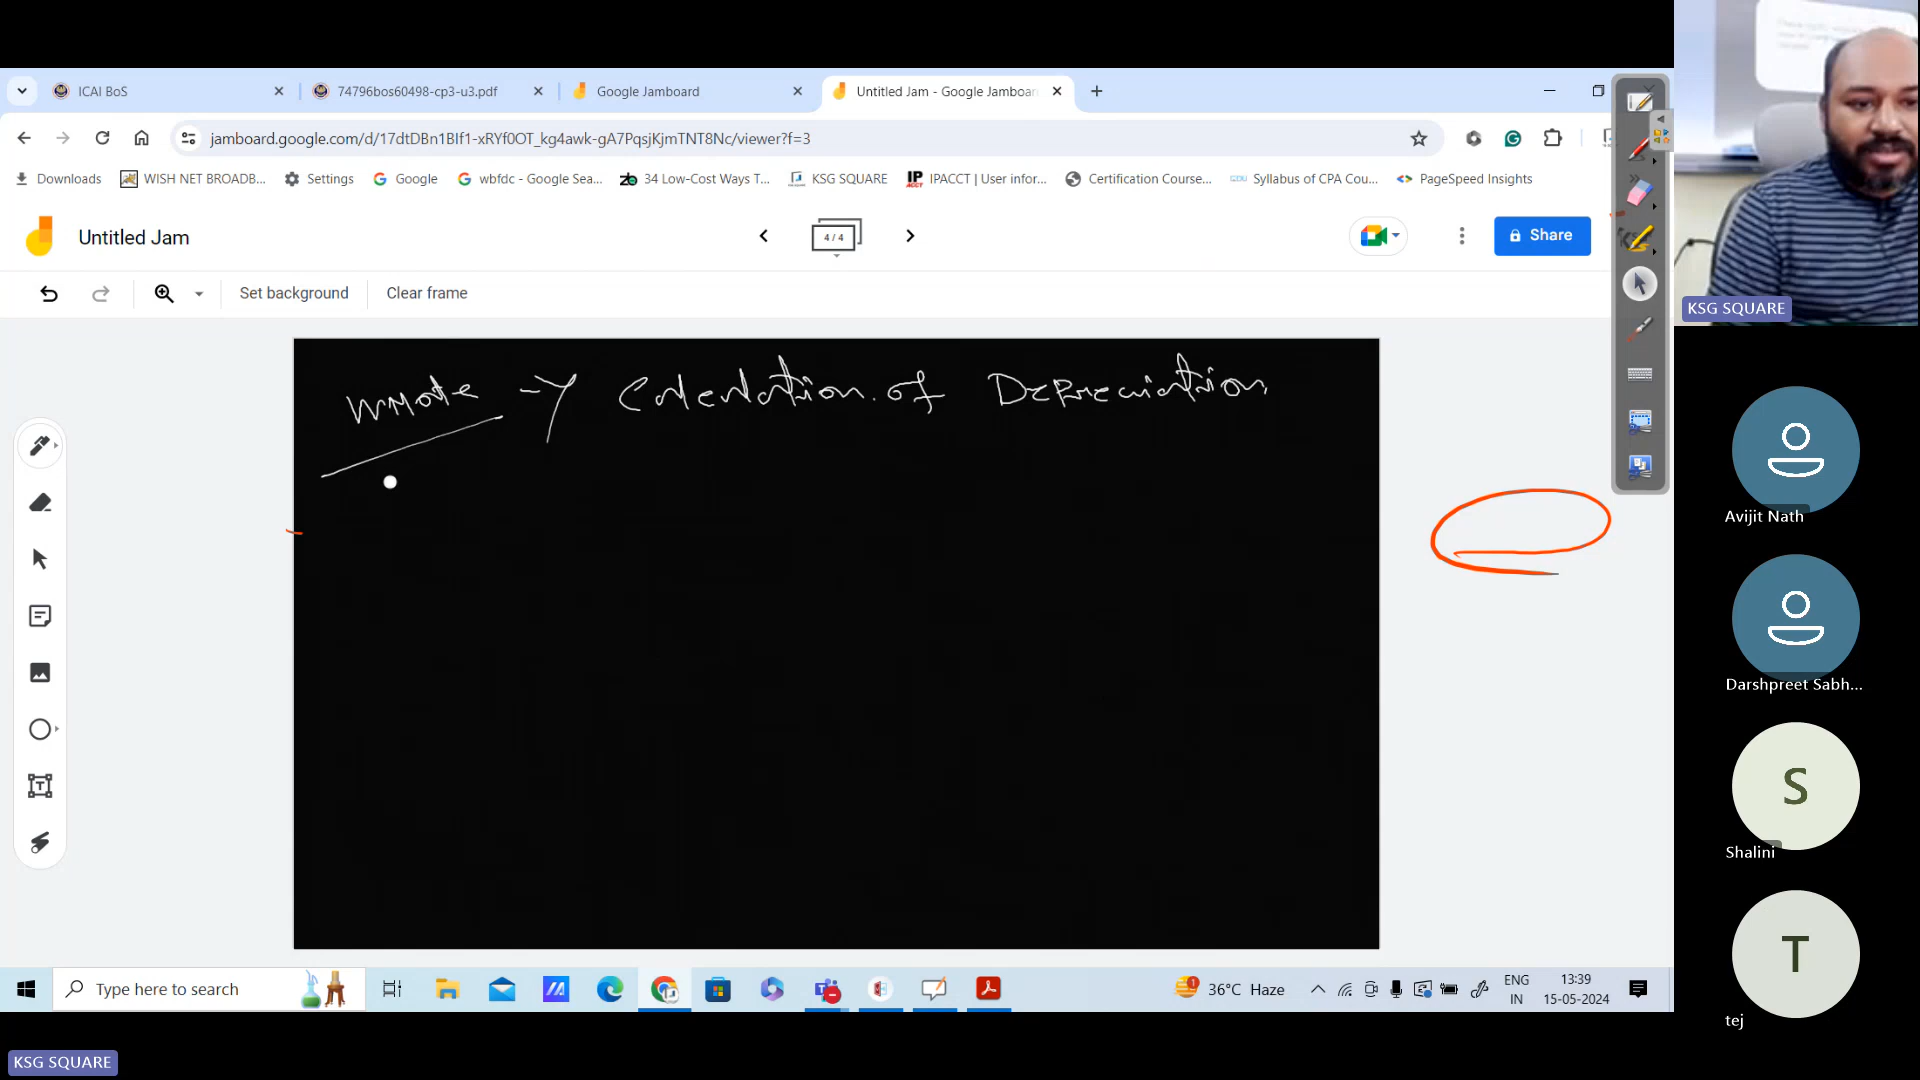 ICAI BoS
74796bos60498-cp3-u3.pdf
Google Jamboard
Untitled Jam - Google Jamboar
jamboard.google.com/d/17dtDBn1BIf1-xRYf0OT_kg4awk-gA7PqsjKjmTNT8Nc/viewer?f=3
Downloads
WISH NET BROADB...
Settings
Google
wbfdc - Google Sea...
34 Low-Cost Ways T...
KSG SQUARE
IPACCT | User infor...
Certification Course...
Syllabus of CPA Cou...
PageSpeed Insights
Untitled Jam
4 / 4
Share
Set background
Clear frame
Calculation of Depreciation
KSG SQUARE
Avijit Nath
Darshpreet Sabh...
S
Shalini
T
tej
Type here to search
36°C Haze
ENG
IN
13:39
15-05-2024
KSG SQUARE